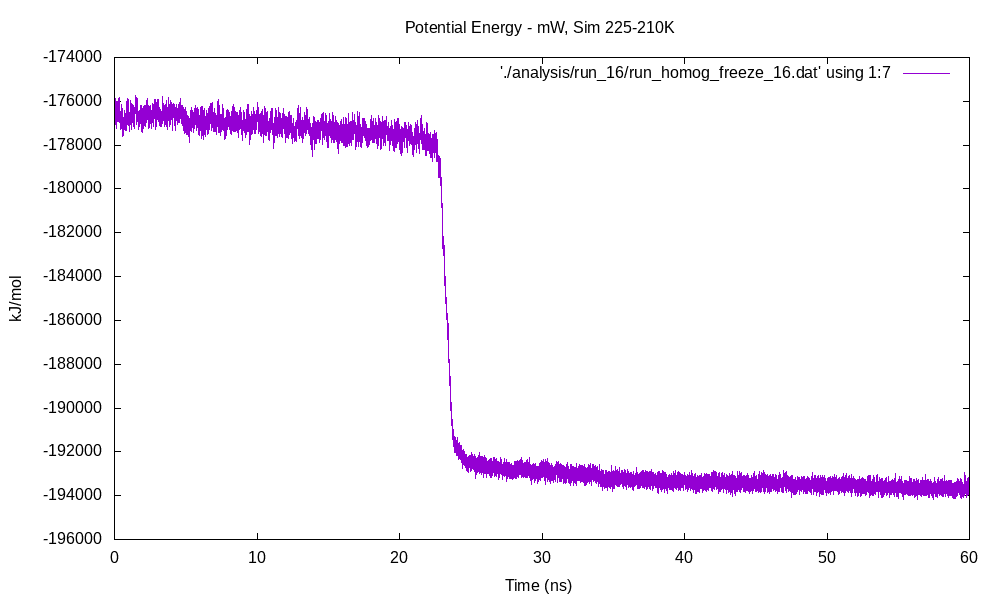 Potential Energy - mW, Sim 225-210K
'./analysis/run_16/run_homog_freeze_16.dat' using 1:7
-174000
-176000
-178000
-180000
-182000
-184000
-186000
-188000
-190000
-192000
-194000
-196000
kJ/mol
0 10 20 30 40 50 60
Time (ns)